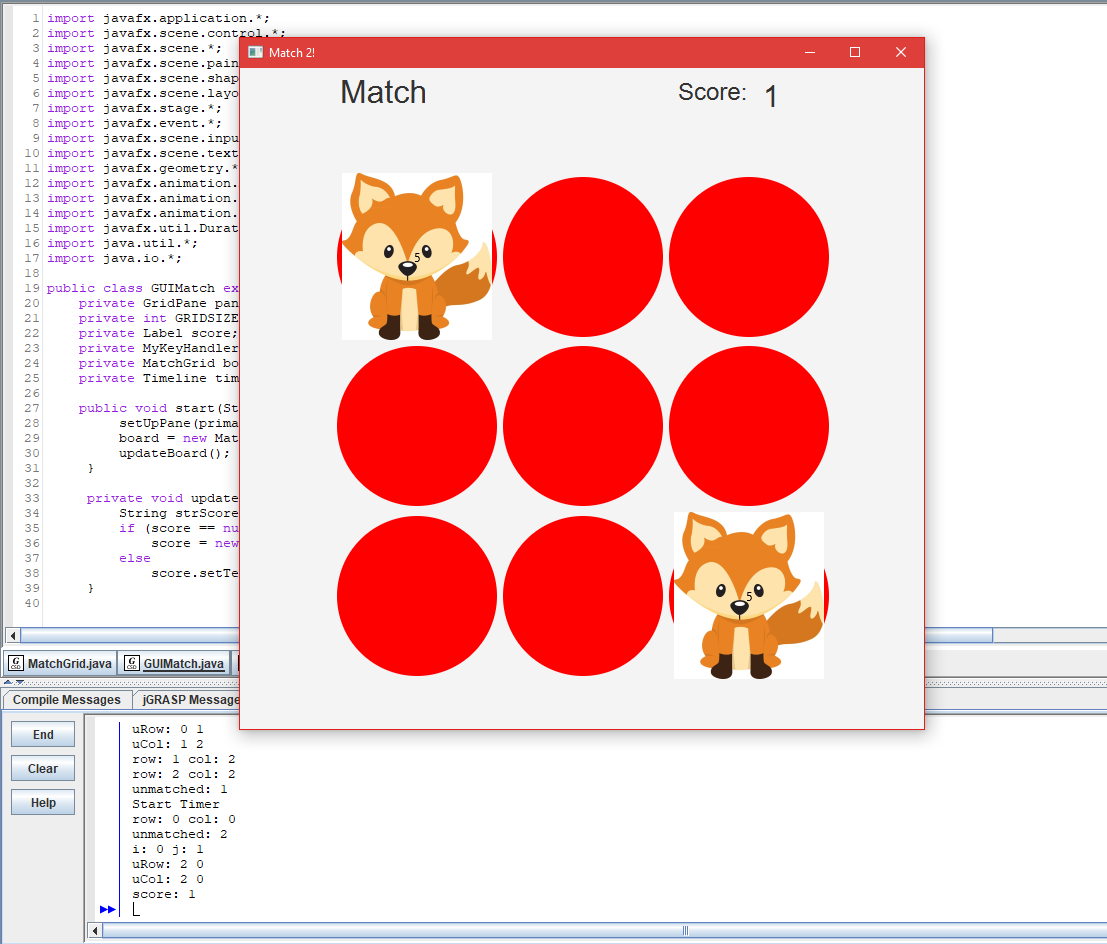 1 import javafx.application.*;
2 import javafx.scene.control.*;
3 import javafx.scene.*;
4 import javafx.scene.pain
5 import javafx.scene.shap
6 import javafx.scene.layo
7 import javafx.stage.*;
8 import javafx.event.*;
9 import javafx.scene.inpu
10 import javafx.scene.text
11 import javafx.geometry.*
12 import javafx.animation.
13 import javafx.animation.
14 import javafx.animation.
15 import javafx.util.Durat
16 import java.util.*;
17 import java.io.*;
18
19 public class GUIMatch ex
20 private GridPane pan
21 private int GRIDSIZE
22 private Label score;
23 private MyKeyHandler
24 private MatchGrid bo
25 private Timeline tim
26
27 public void start(St
28 setUpPane(prima
29 board = new Mat
30 updateBoard();
31 }
32
33 private void update
34 String strScore
35 if (score == nu
36 score = new
37 else
38 score.setTe
39 }
40
Match 2!
Match
Score: 1
5
5
MatchGrid.java
GUIMatch.java
Compile Messages
jGRASP Message
End
Clear
Help
uRow: 0 1
uCol: 1 2
row: 1 col: 2
row: 2 col: 2
unmatched: 1
Start Timer
row: 0 col: 0
unmatched: 2
i: 0 j: 1
uRow: 2 0
uCol: 2 0
score: 1